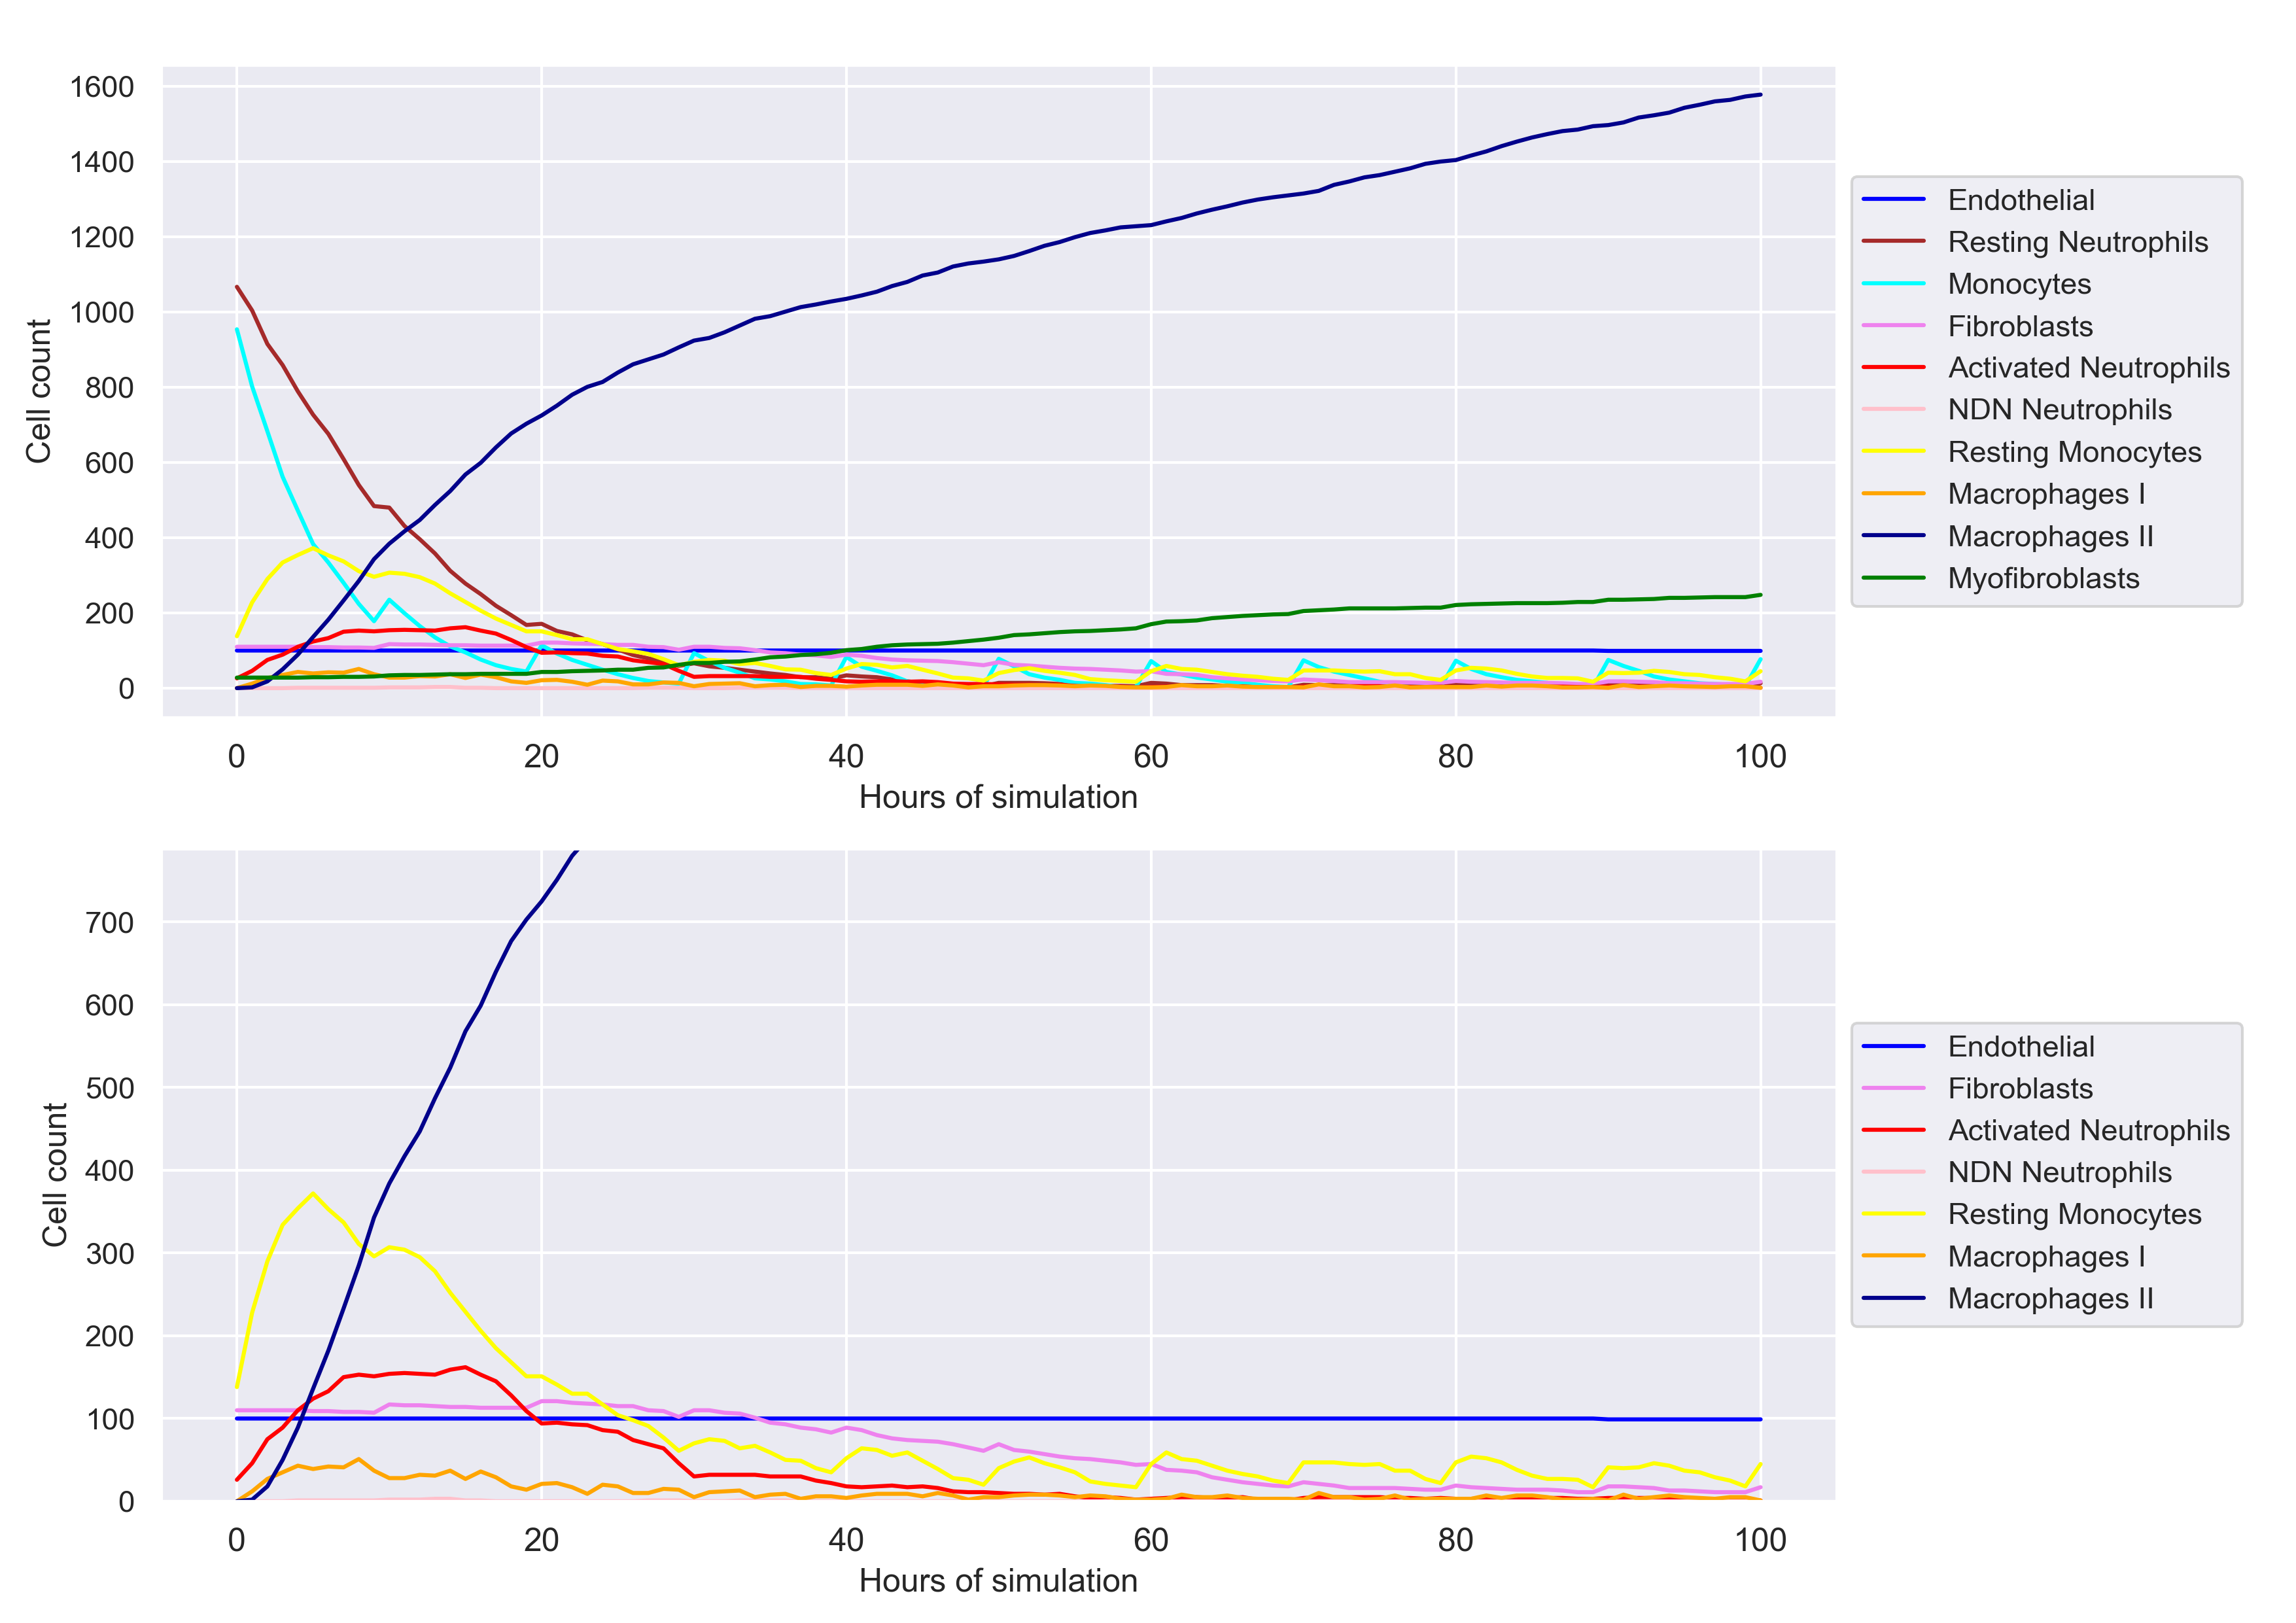 1600
1400
1200
1000
800
600
400
200
0
Cell count
0 20 40 60 80 100
Hours of simulation
Endothelial
Resting Neutrophils
Monocytes
Fibroblasts
Activated Neutrophils
NDN Neutrophils
Resting Monocytes
Macrophages I
Macrophages II
Myofibroblasts
700
600
500
400
300
200
100
0
Cell count
0 20 40 60 80 100
Hours of simulation
Endothelial
Fibroblasts
Activated Neutrophils
NDN Neutrophils
Resting Monocytes
Macrophages I
Macrophages II